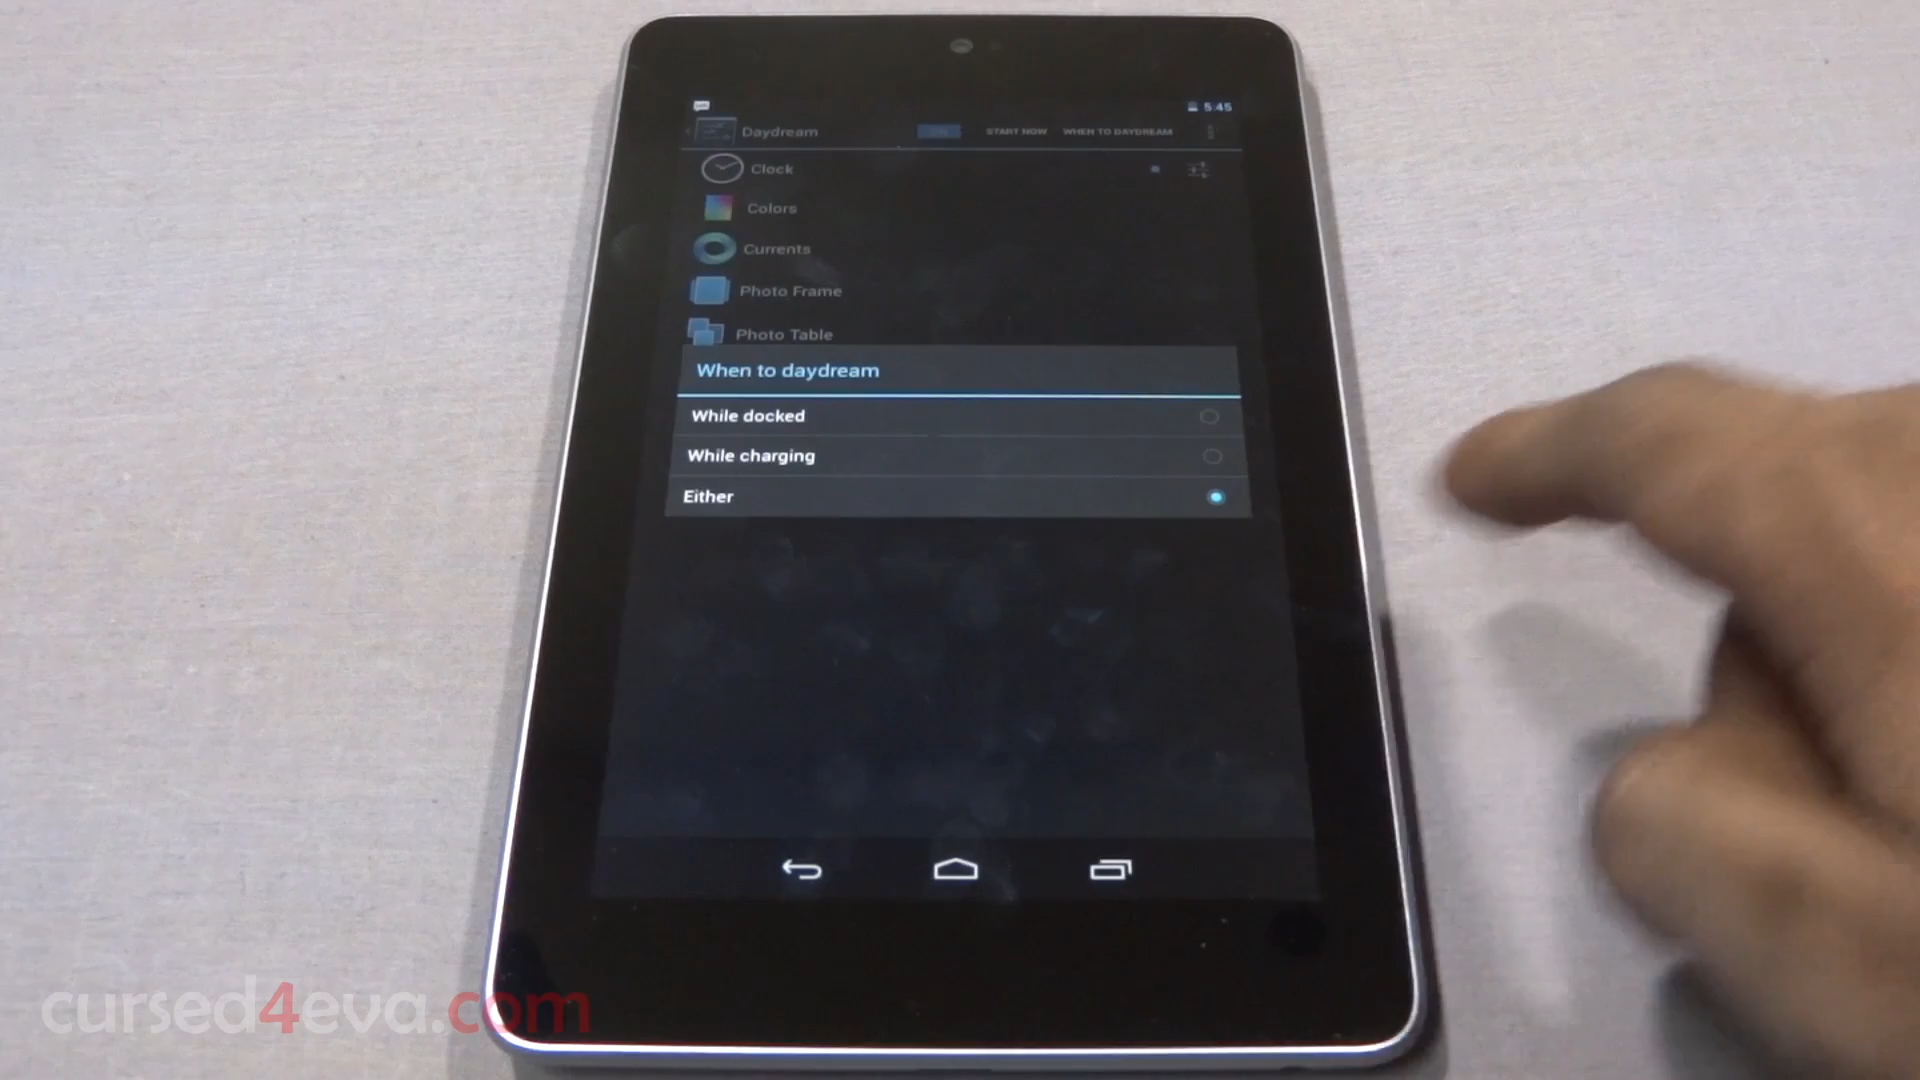 5:45
Daydream START NOW WHEN TO DAYDREAM
Clock
Colors
Currents
Photo Frame
Photo Table
When to daydream
While docked
While charging
Either
cursed4eva.com